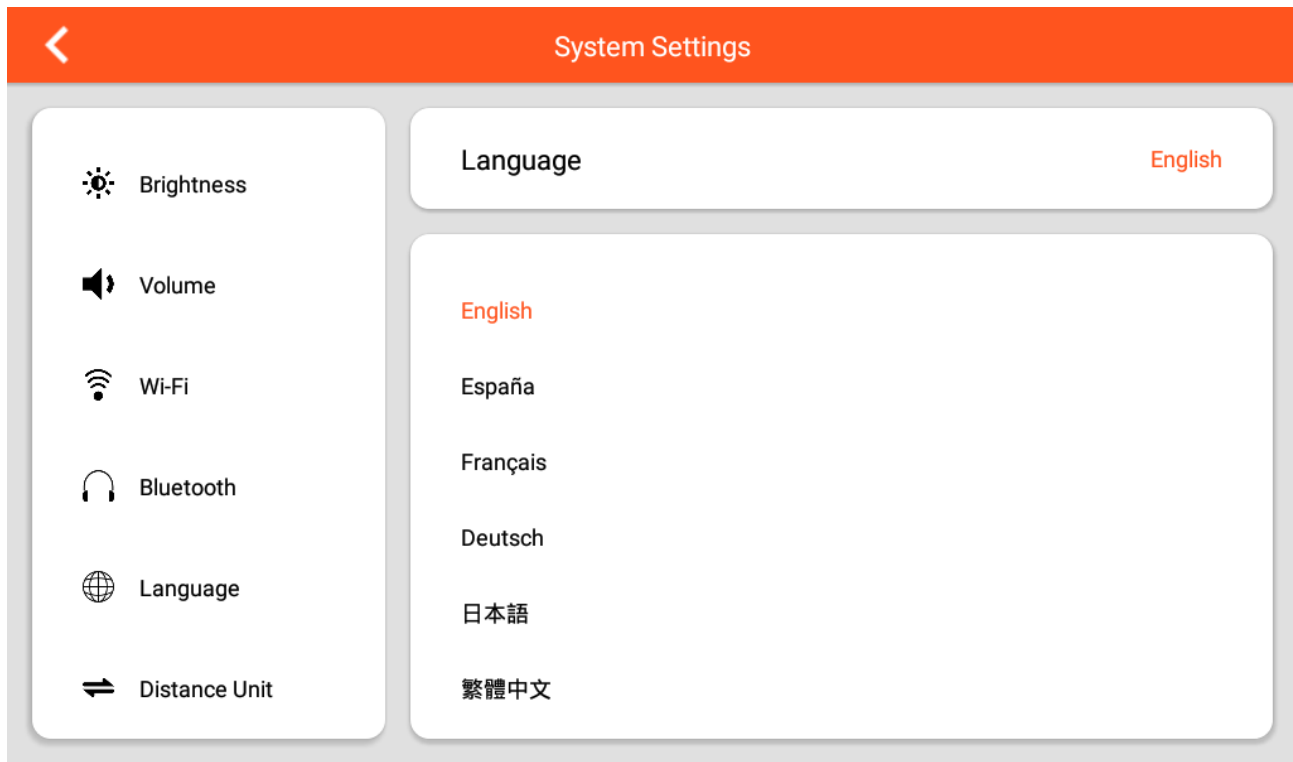 System Settings
Brightness
Volume
Wi-Fi
Bluetooth
Language
Distance Unit
Language English
English
España
Français
Deutsch
日本語
繁體中文